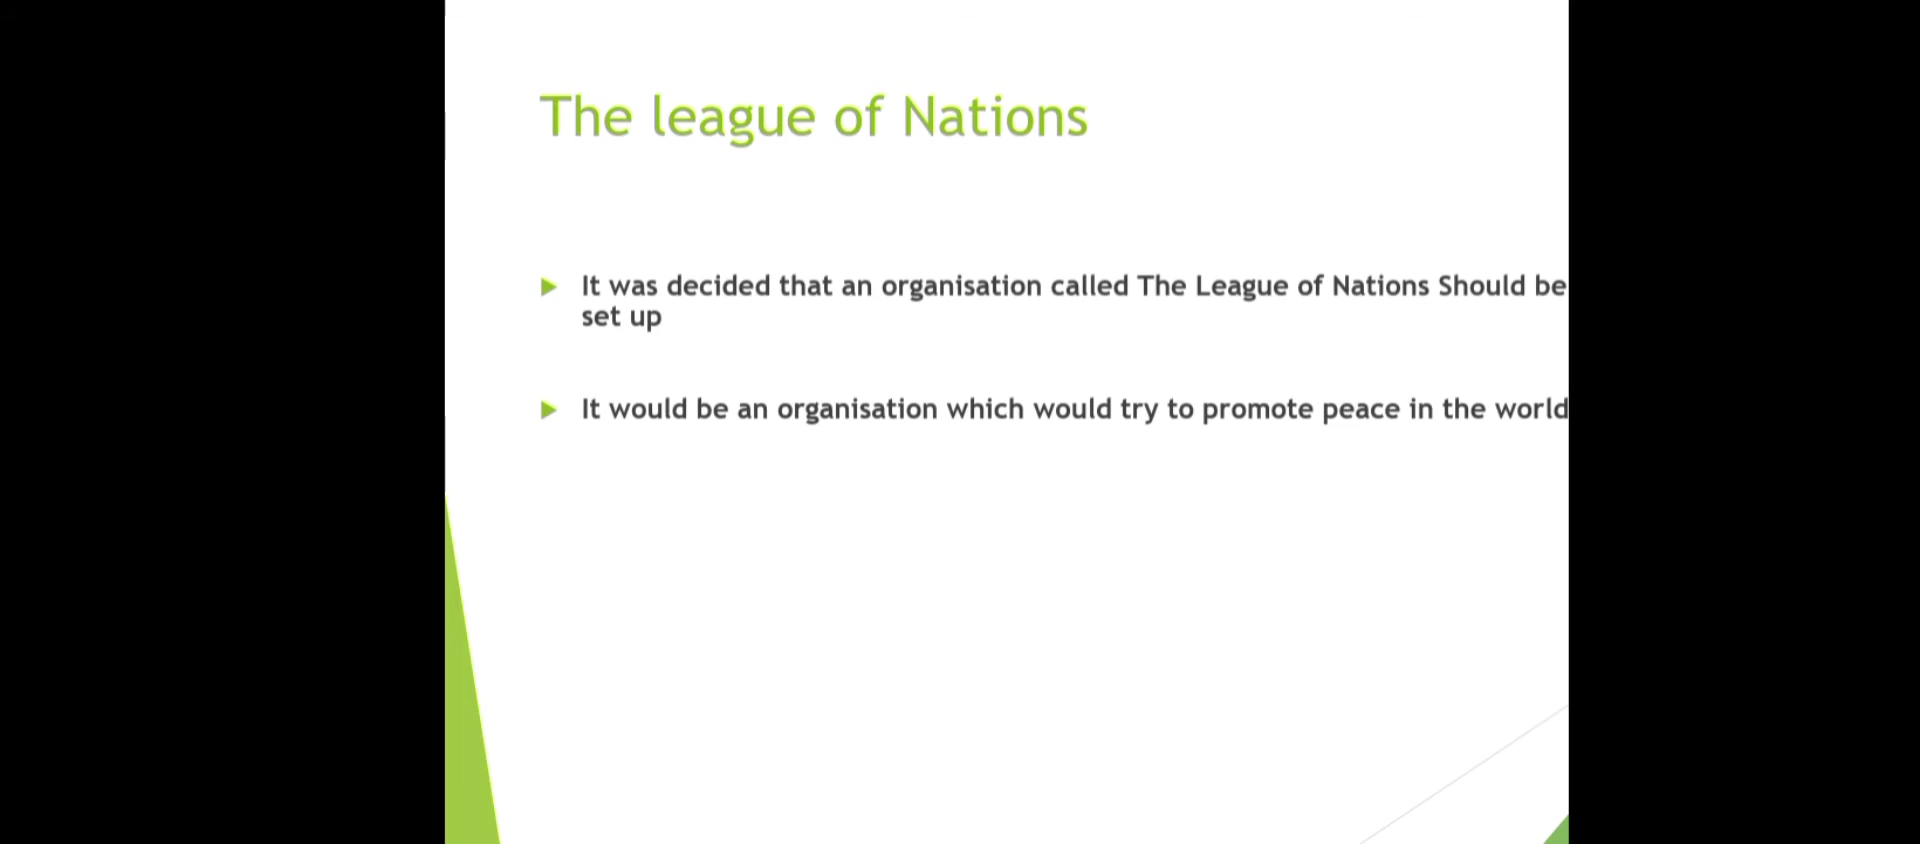 The league of Nations
It was decided that an organisation called The League of Nations Should be
set up
It would be an organisation which would try to promote peace in the world